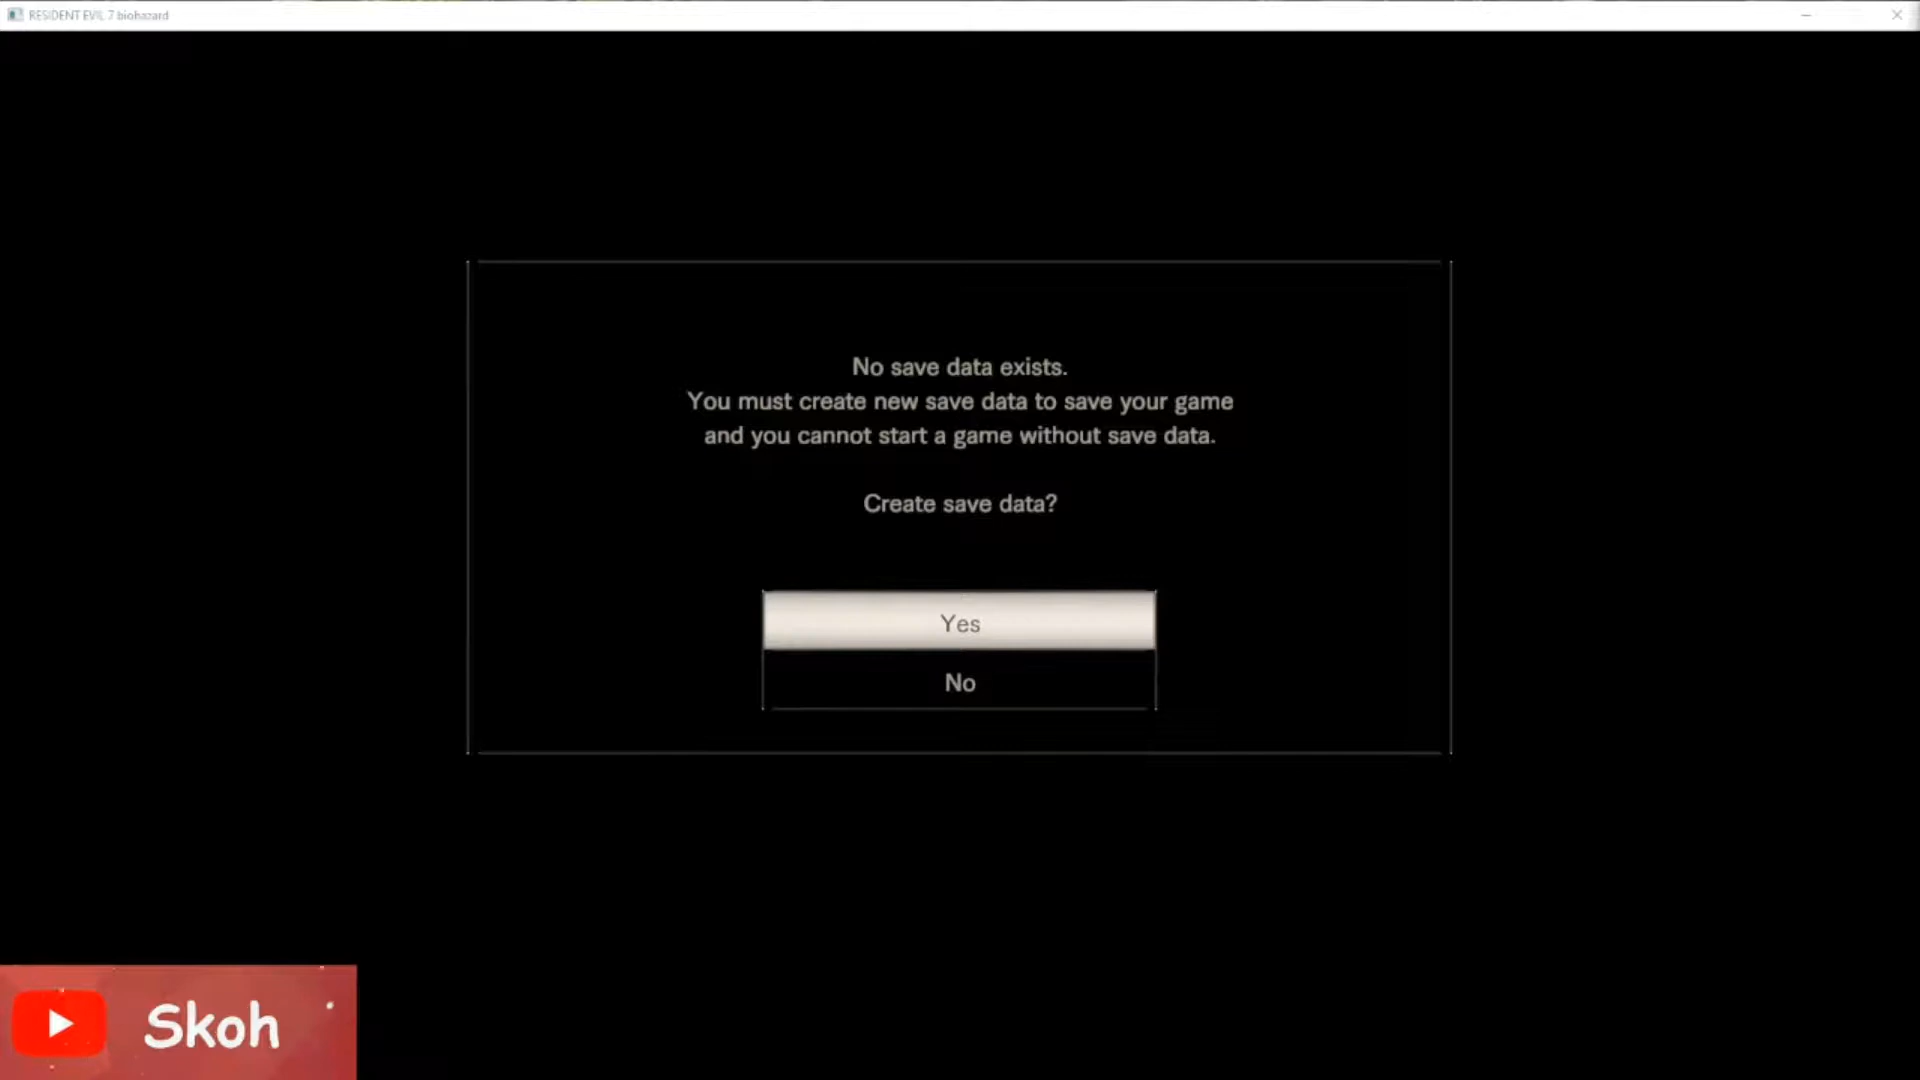 RESIDENT EVIL 7 biohazard
No save data exists.
You must create new save data to save your game
and you cannot start a game without save data.
Create save data?
Yes
No
Skoh